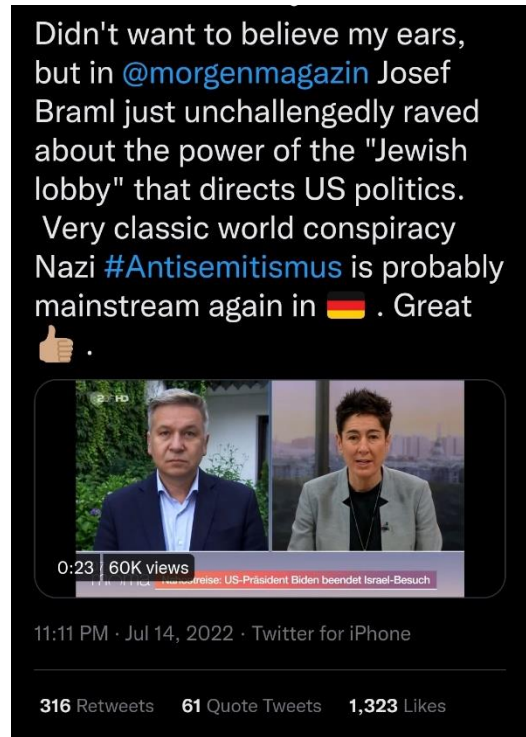 Didn't want to believe my ears,
but in @morgenmagazin Josef
Braml just unchallengedly raved
about the power of the "Jewish
lobby" that directs US politics.
Very classic world conspiracy
Nazi #Antisemitismus is probably
mainstream again in 🇩🇪 . Great
👍🏼 .
2 HD
0:23 60K views
Nahostreise: US-Präsident Biden beendet Israel-Besuch
11:11 PM · Jul 14, 2022 · Twitter for iPhone
316 Retweets 61 Quote Tweets 1,323 Likes